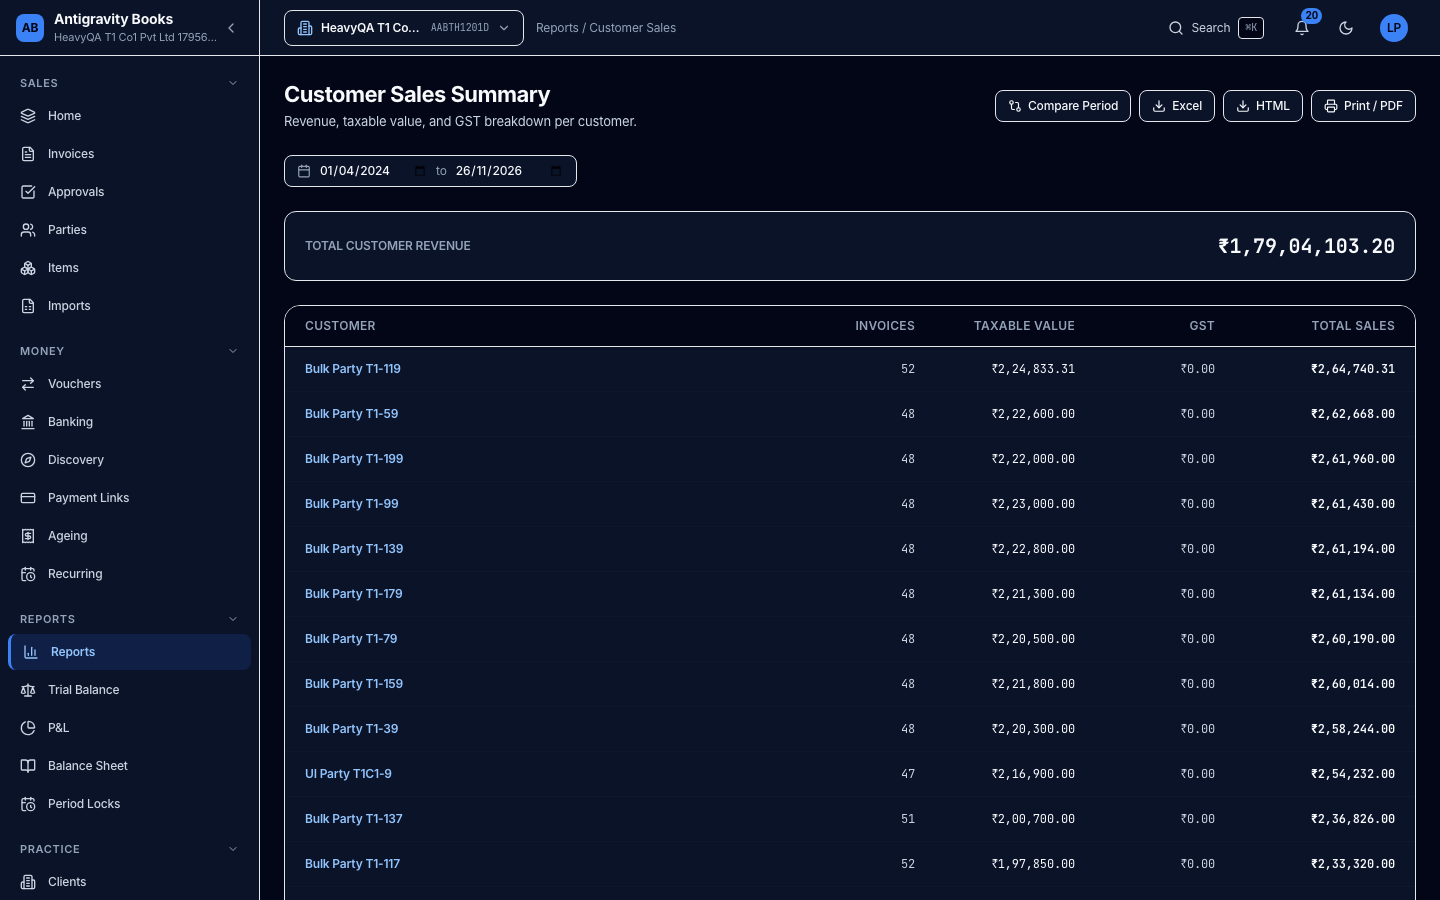 AB
Antigravity Books
HeavyQA T1 Co1 Pvt Ltd 17956...
SALES
Home
Invoices
Approvals
Parties
Items
Imports
MONEY
Vouchers
Banking
Discovery
Payment Links
Ageing
Recurring
REPORTS
Reports
Trial Balance
P&L
Balance Sheet
Period Locks
PRACTICE
Clients
HeavyQA T1 Co... AABTH1201D
Reports / Customer Sales
Search ⌘K
20
LP
Customer Sales Summary
Revenue, taxable value, and GST breakdown per customer.
Compare Period Excel HTML Print / PDF
01/04/2024 to 26/11/2026
TOTAL CUSTOMER REVENUE ₹1,79,04,103.20
CUSTOMER INVOICES TAXABLE VALUE GST TOTAL SALES
Bulk Party T1-119 52 ₹2,24,833.31 ₹0.00 ₹2,64,740.31
Bulk Party T1-59 48 ₹2,22,600.00 ₹0.00 ₹2,62,668.00
Bulk Party T1-199 48 ₹2,22,000.00 ₹0.00 ₹2,61,960.00
Bulk Party T1-99 48 ₹2,23,000.00 ₹0.00 ₹2,61,430.00
Bulk Party T1-139 48 ₹2,22,800.00 ₹0.00 ₹2,61,194.00
Bulk Party T1-179 48 ₹2,21,300.00 ₹0.00 ₹2,61,134.00
Bulk Party T1-79 48 ₹2,20,500.00 ₹0.00 ₹2,60,190.00
Bulk Party T1-159 48 ₹2,21,800.00 ₹0.00 ₹2,60,014.00
Bulk Party T1-39 48 ₹2,20,300.00 ₹0.00 ₹2,58,244.00
UI Party T1C1-9 47 ₹2,16,900.00 ₹0.00 ₹2,54,232.00
Bulk Party T1-137 51 ₹2,00,700.00 ₹0.00 ₹2,36,826.00
Bulk Party T1-117 52 ₹1,97,850.00 ₹0.00 ₹2,33,320.00